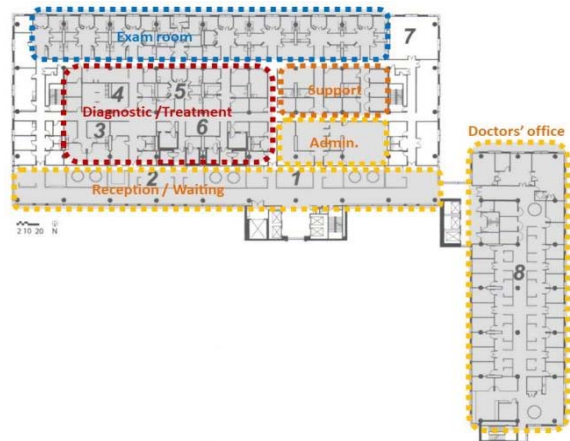 Exam room
7
4
5
Support
Diagnostic /Treatment
3
6
Admin.
Doctors' office
Reception / Waiting
2
1
2 10 20
N
8